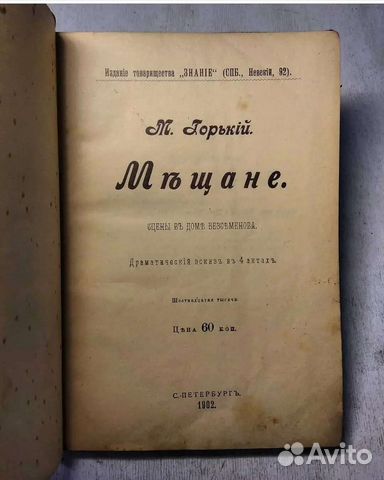 Изданіе товарищества „ЗНАНІЕ“ (СПБ., Невскій, 92).
М. Горькій.
Мѣщане.
СЦЕНЫ ВЪ ДОМѢ БЕЗСѢМЕНОВА.
Драматическій эскизъ въ 4 актахъ.
Шестнадцатая тысяча.
Цѣна 60 коп.
С.-ПЕТЕРБУРГЪ.
1902.
Avito